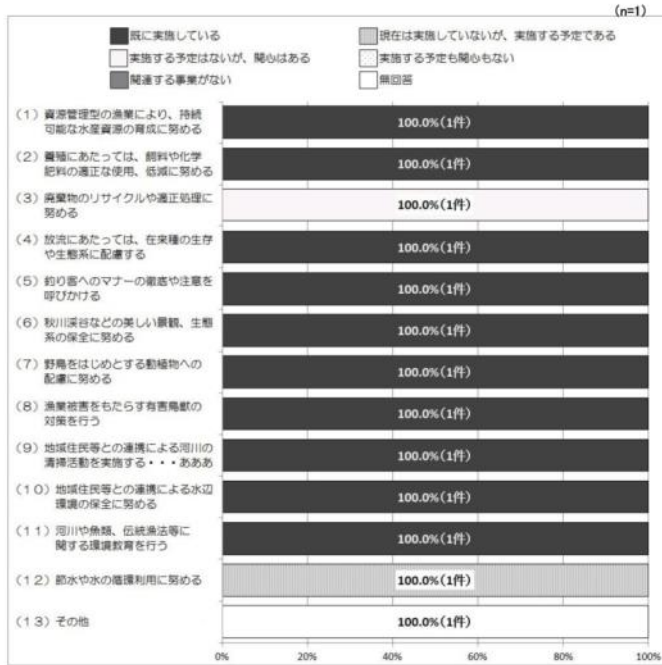 (n=1)
既に実施している
現在は実施していないが、実施する予定である
実施する予定はないが、関心はある
実施する予定も関心もない
関連する事業がない
無回答
(1) 資源管理型の漁業により、持続
可能な水産資源の育成に努める
100.0%(1件)
(2) 養殖にあたっては、飼料や化学
肥料の適正な使用、低減に努める
100.0%(1件)
(3) 廃棄物のリサイクルや適正処理に
努める
100.0%(1件)
(4) 放流にあたっては、在来種の生存
や生態系に配慮する
100.0%(1件)
(5) 釣り客へのマナーの徹底や注意を
呼びかける
100.0%(1件)
(6) 秋川渓谷などの美しい景観、生態
系の保全に努める
100.0%(1件)
(7) 野鳥をはじめとする動植物への
配慮に努める
100.0%(1件)
(8) 漁業被害をもたらす有害鳥獣の
対策を行う
100.0%(1件)
(9) 地域住民等との連携による河川の
清掃活動を実施する・・・あああ
100.0%(1件)
(10) 地域住民等との連携による水辺
環境の保全に努める
100.0%(1件)
(11) 河川や魚類、伝統漁法等に
関する環境教育を行う
100.0%(1件)
(12) 節水や水の循環利用に努める
100.0%(1件)
(13) その他
100.0%(1件)
0% 20% 40% 60% 80% 100%